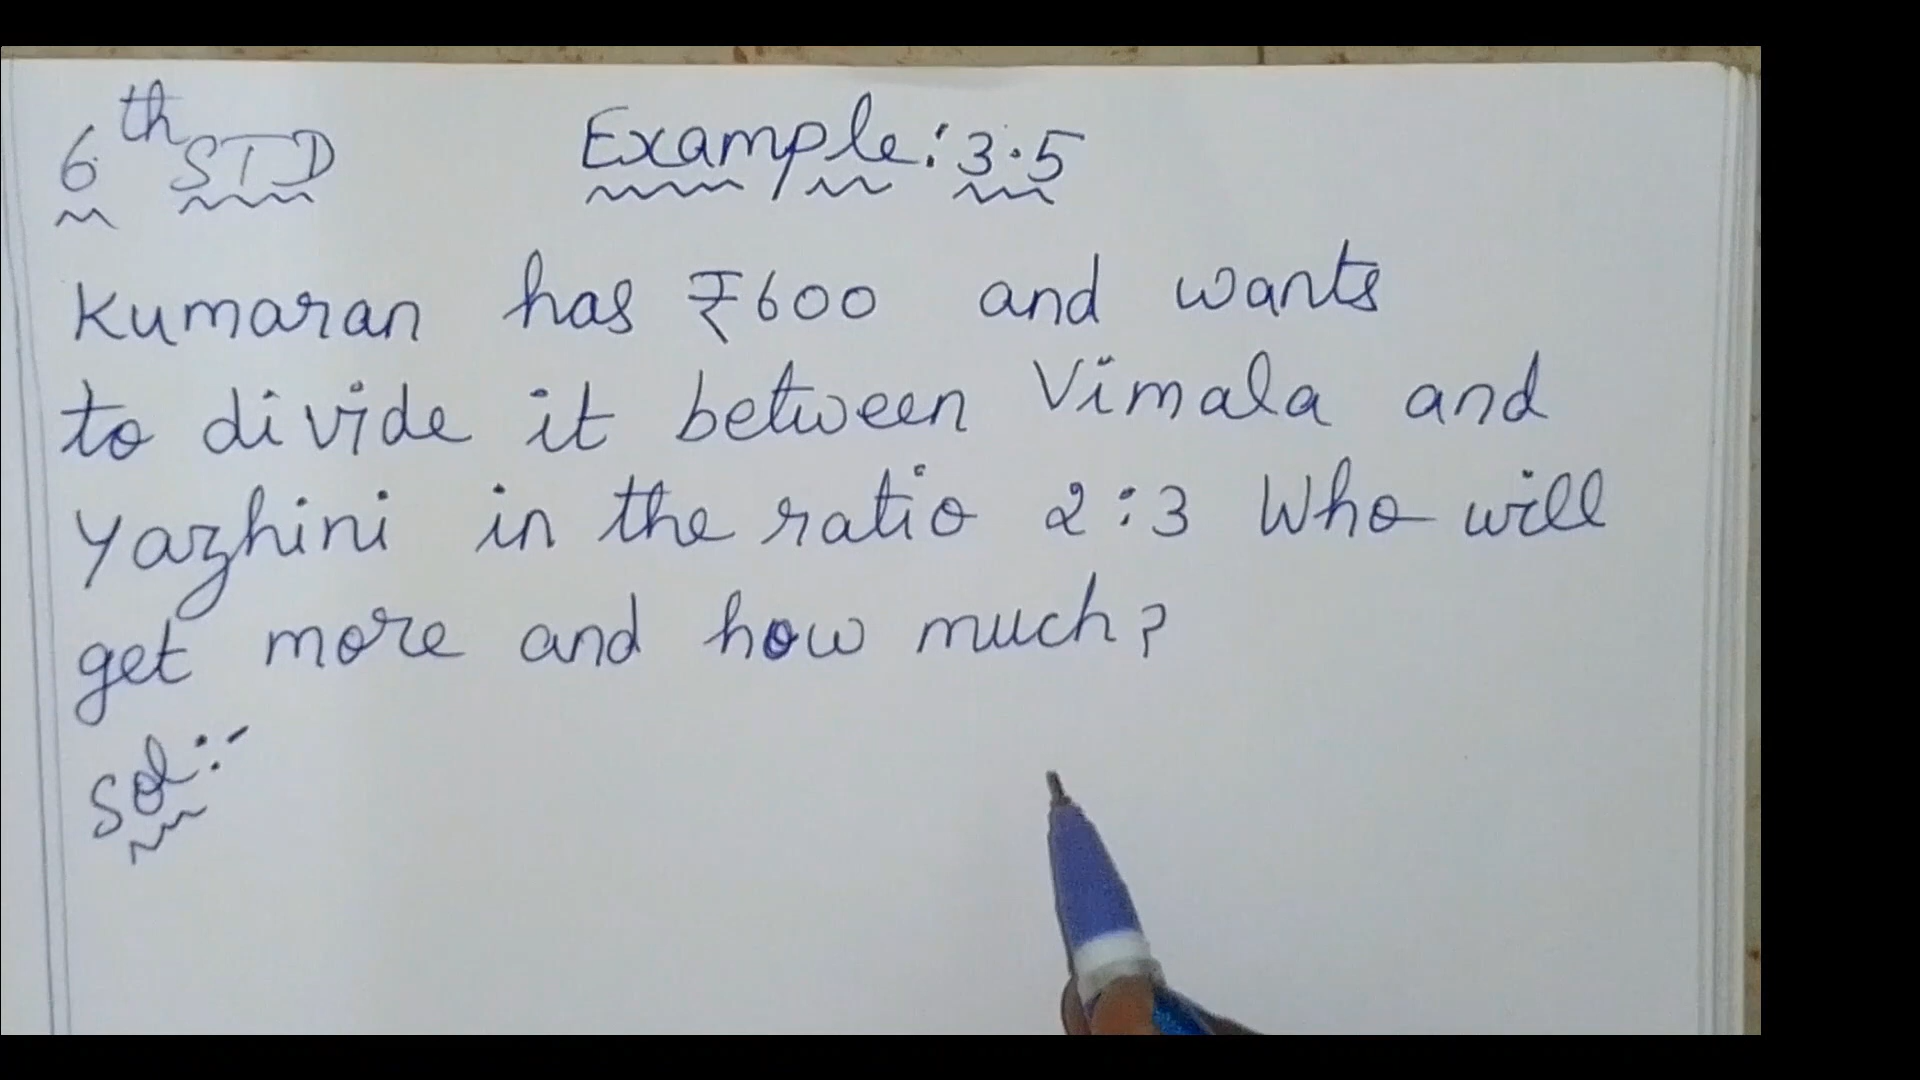 6th STD Example: 3.5
Kumaran has ₹600 and wants
to divide it between Vimala and
Yazhini in the ratio 2:3 Who will
get more and how much?
Sol:-